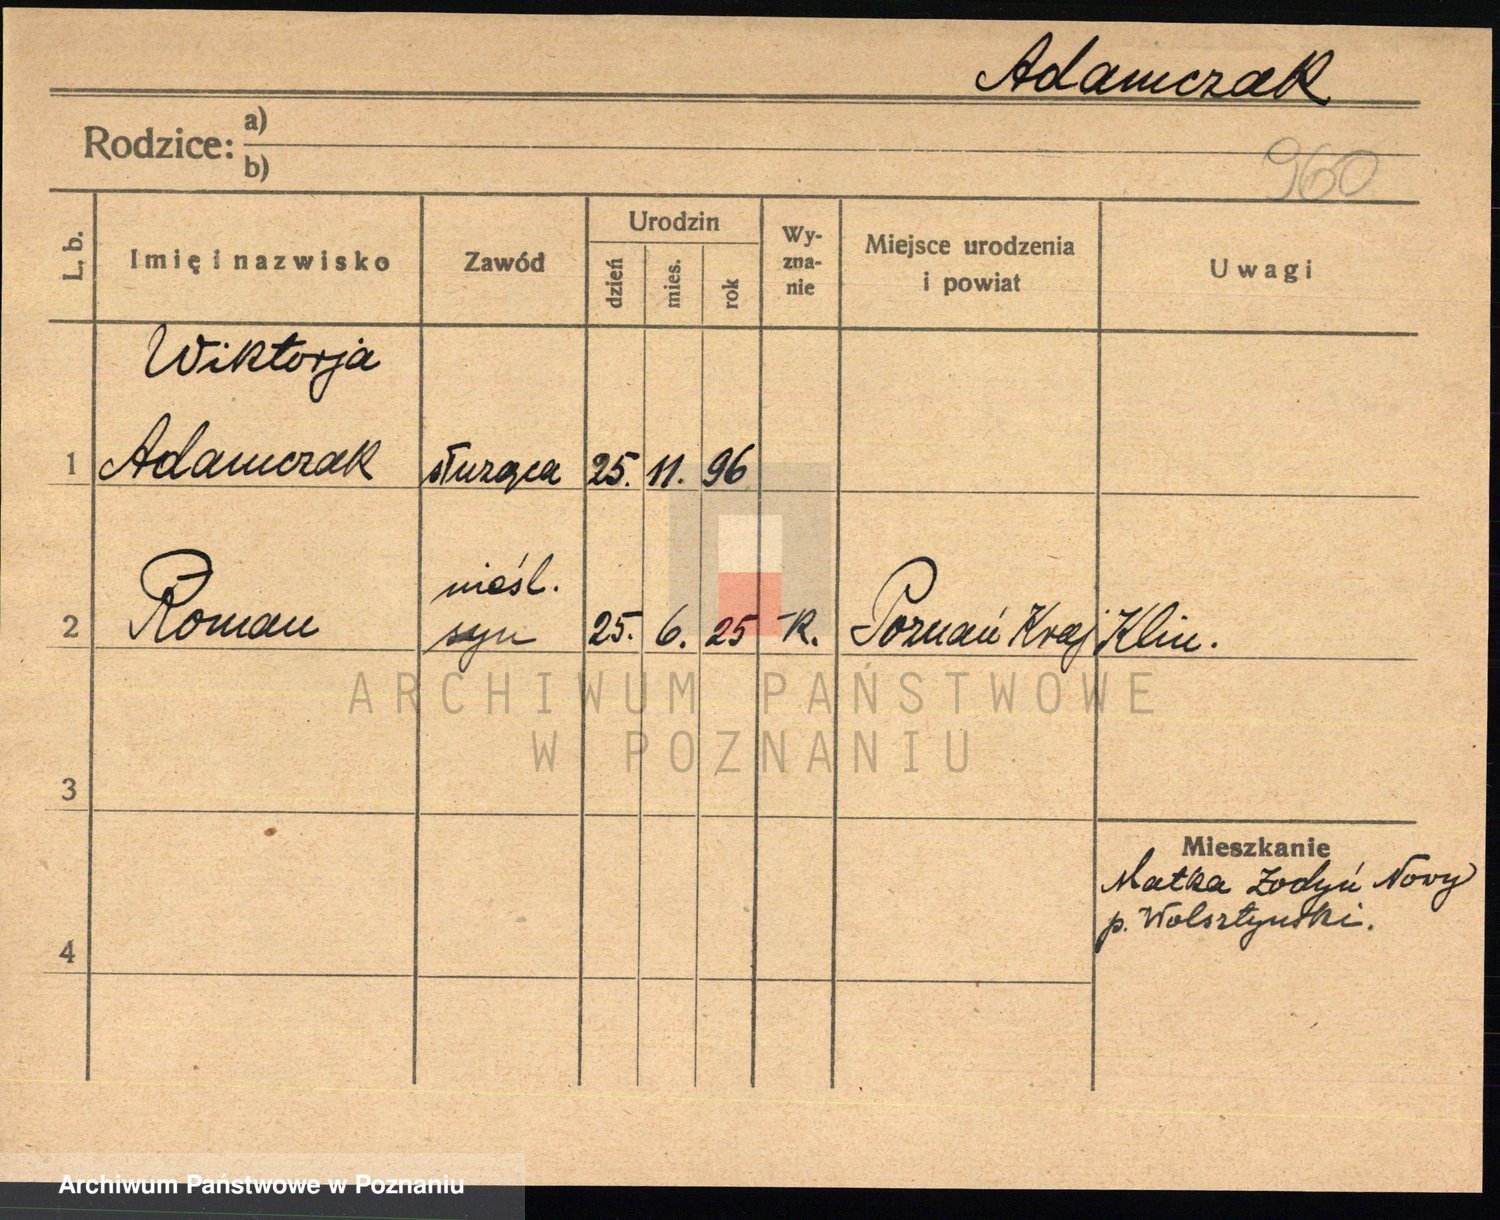 Adamczak
Rodzice: a)
b)
960
L. b.
Imię i nazwisko
Zawód
Urodzin
dzień
mies.
rok
Wy-
zna-
nie
Miejsce urodzenia
i powiat
Uwagi
Wiktorja
1 Adamczak służąca 25. 11. 96
nieśl.
2 Roman syn 25. 6. 25 R. Poznań Kraj Klin.
ARCHIWUM PAŃSTWOWE
W POZNANIU
3
Mieszkanie
Matka Zodyń Nowy
p. Wolsztyński.
4
Archiwum Państwowe w Poznaniu